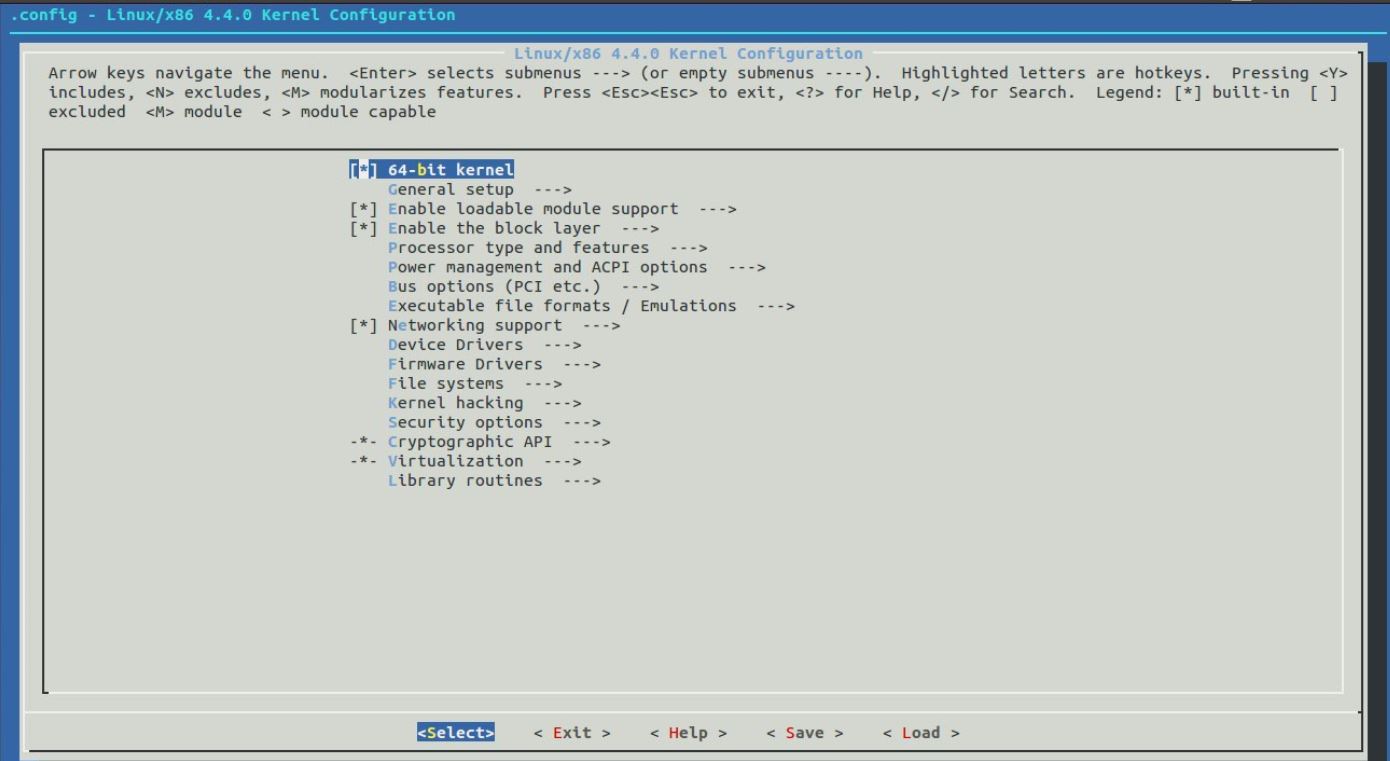 .config - Linux/x86 4.4.0 Kernel Configuration
Linux/x86 4.4.0 Kernel Configuration
Arrow keys navigate the menu.  <Enter> selects submenus ---> (or empty submenus ----).  Highlighted letters are hotkeys.  Pressing <Y>
includes, <N> excludes, <M> modularizes features.  Press <Esc><Esc> to exit, <?> for Help, </> for Search.  Legend: [*] built-in  [ ]
excluded  <M> module  < > module capable
[*] 64-bit kernel
General setup  --->
[*] Enable loadable module support  --->
[*] Enable the block layer  --->
Processor type and features  --->
Power management and ACPI options  --->
Bus options (PCI etc.)  --->
Executable file formats / Emulations  --->
[*] Networking support  --->
Device Drivers  --->
Firmware Drivers  --->
File systems  --->
Kernel hacking  --->
Security options  --->
-*- Cryptographic API  --->
-*- Virtualization  --->
Library routines  --->
<Select>    < Exit >    < Help >    < Save >    < Load >